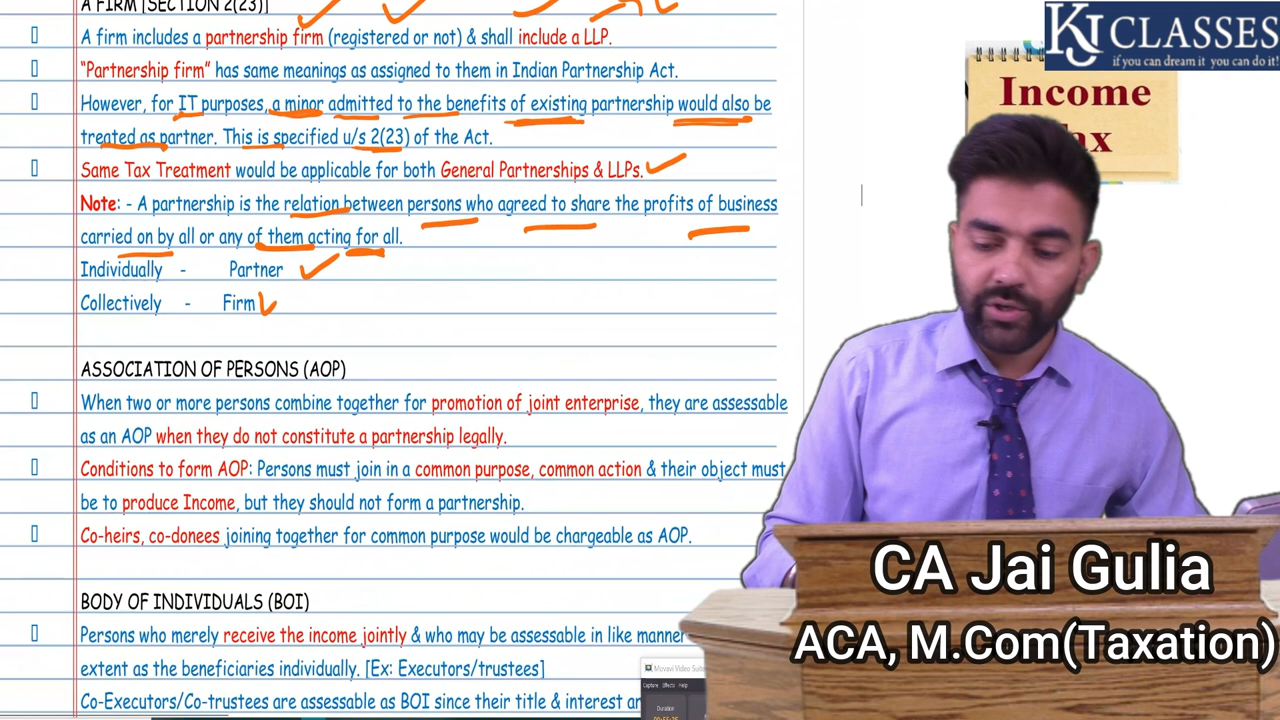 A FIRM [SECTION 2(23)]
A firm includes a partnership firm (registered or not) & shall include a LLP.
“Partnership firm” has same meanings as assigned to them in Indian Partnership Act.
However, for IT purposes, a minor admitted to the benefits of existing partnership would also be
treated as partner. This is specified u/s 2(23) of the Act.
Same Tax Treatment would be applicable for both General Partnerships & LLPs.
Note: - A partnership is the relation between persons who agreed to share the profits of business
carried on by all or any of them acting for all.
Individually - Partner
Collectively - Firm
ASSOCIATION OF PERSONS (AOP)
When two or more persons combine together for promotion of joint enterprise, they are assessable
as an AOP when they do not constitute a partnership legally.
Conditions to form AOP: Persons must join in a common purpose, common action & their object must
be to produce Income, but they should not form a partnership.
Co-heirs, co-donees joining together for common purpose would be chargeable as AOP.
BODY OF INDIVIDUALS (BOI)
Persons who merely receive the income jointly & who may be assessable in like manner
extent as the beneficiaries individually. [Ex: Executors/trustees]
Co-Executors/Co-trustees are assessable as BOI since their title & interest ar
KJ CLASSES
if you can dream it you can do it!
Income
Tax
CA Jai Gulia
ACA, M.Com(Taxation)
Movavi Video Suite
Capture Effects Help
Duration